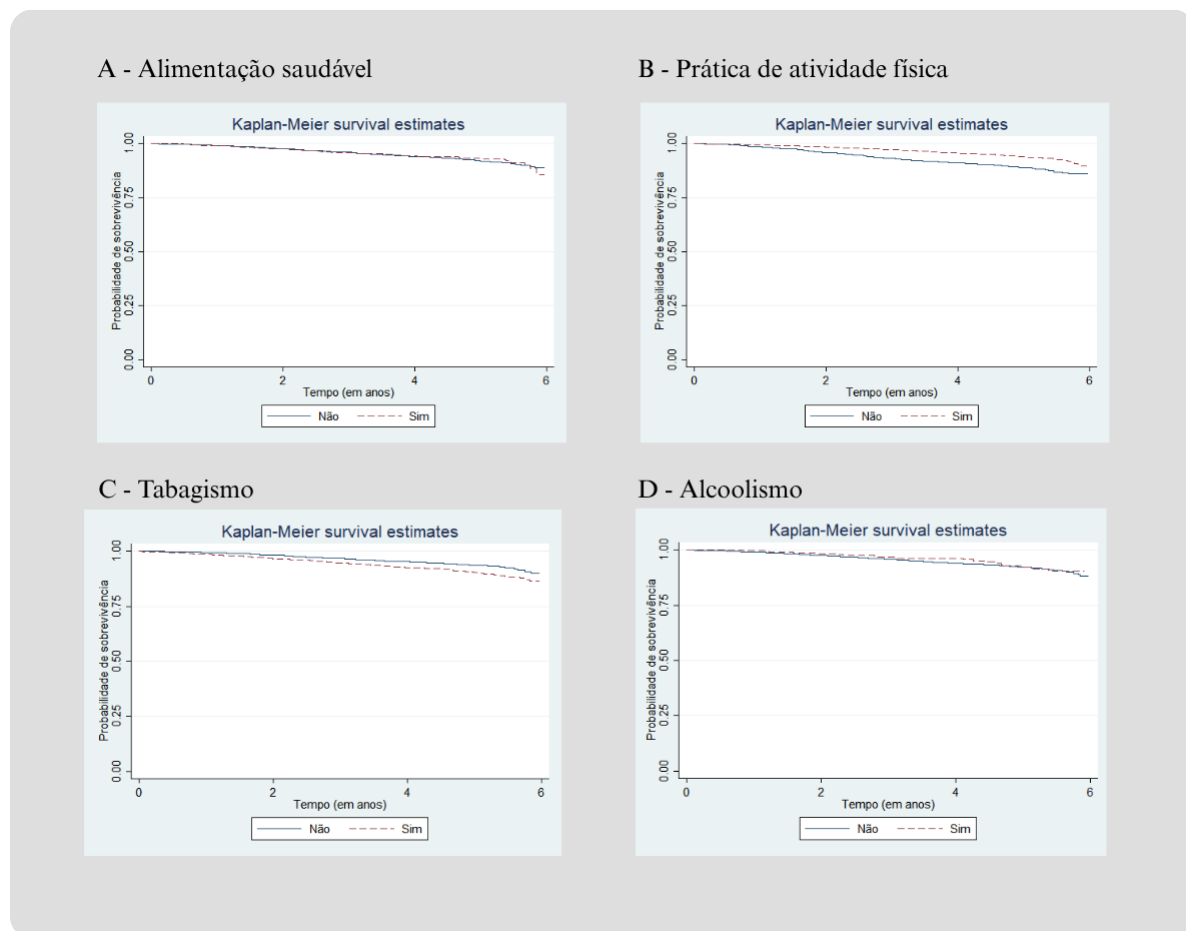 A - Alimentação saudável
Kaplan-Meier survival estimates
Probabilidade de sobrevivência
1.00
0.75
0.50
0.25
0.00
0 2 4 6
Tempo (em anos)
Não Sim
B - Prática de atividade física
Kaplan-Meier survival estimates
Probabilidade de sobrevivência
1.00
0.75
0.50
0.25
0.00
0 2 4 6
Tempo (em anos)
Não Sim
C - Tabagismo
Kaplan-Meier survival estimates
Probabilidade de sobrevivência
1.00
0.75
0.50
0.25
0.00
0 2 4 6
Tempo (em anos)
Não Sim
D - Alcoolismo
Kaplan-Meier survival estimates
Probabilidade de sobrevivência
1.00
0.75
0.50
0.25
0.00
0 2 4 6
Tempo (em anos)
Não Sim